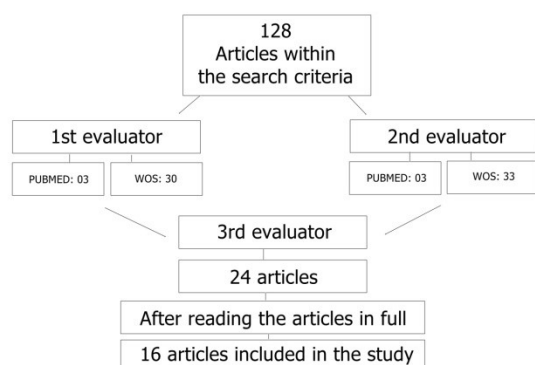 128
Articles within
the search criteria
1st evaluator
2nd evaluator
PUBMED: 03
WOS: 30
PUBMED: 03
WOS: 33
3rd evaluator
24 articles
After reading the articles in full
16 articles included in the study